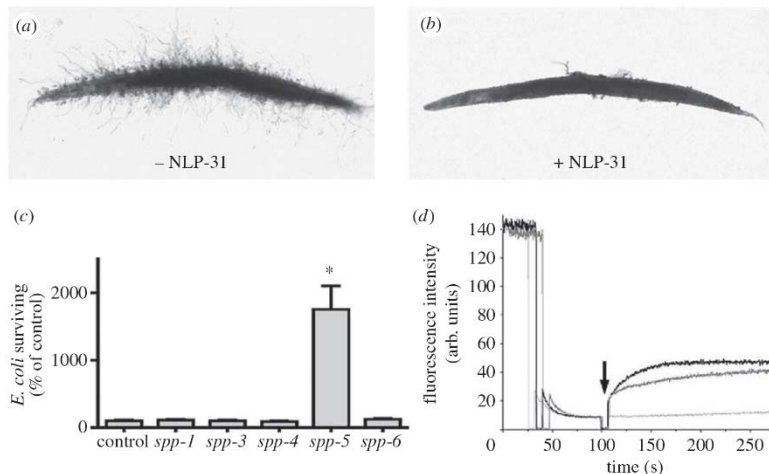 (a)
– NLP-31
(b)
+ NLP-31
(c)
E. coli surviving
(% of control)
2000
1000
0
*
control spp-1 spp-3 spp-4 spp-5 spp-6
(d)
fluorescence intensity
(arb. units)
140
120
100
80
60
40
20
0 50 100 150 200 250
time (s)